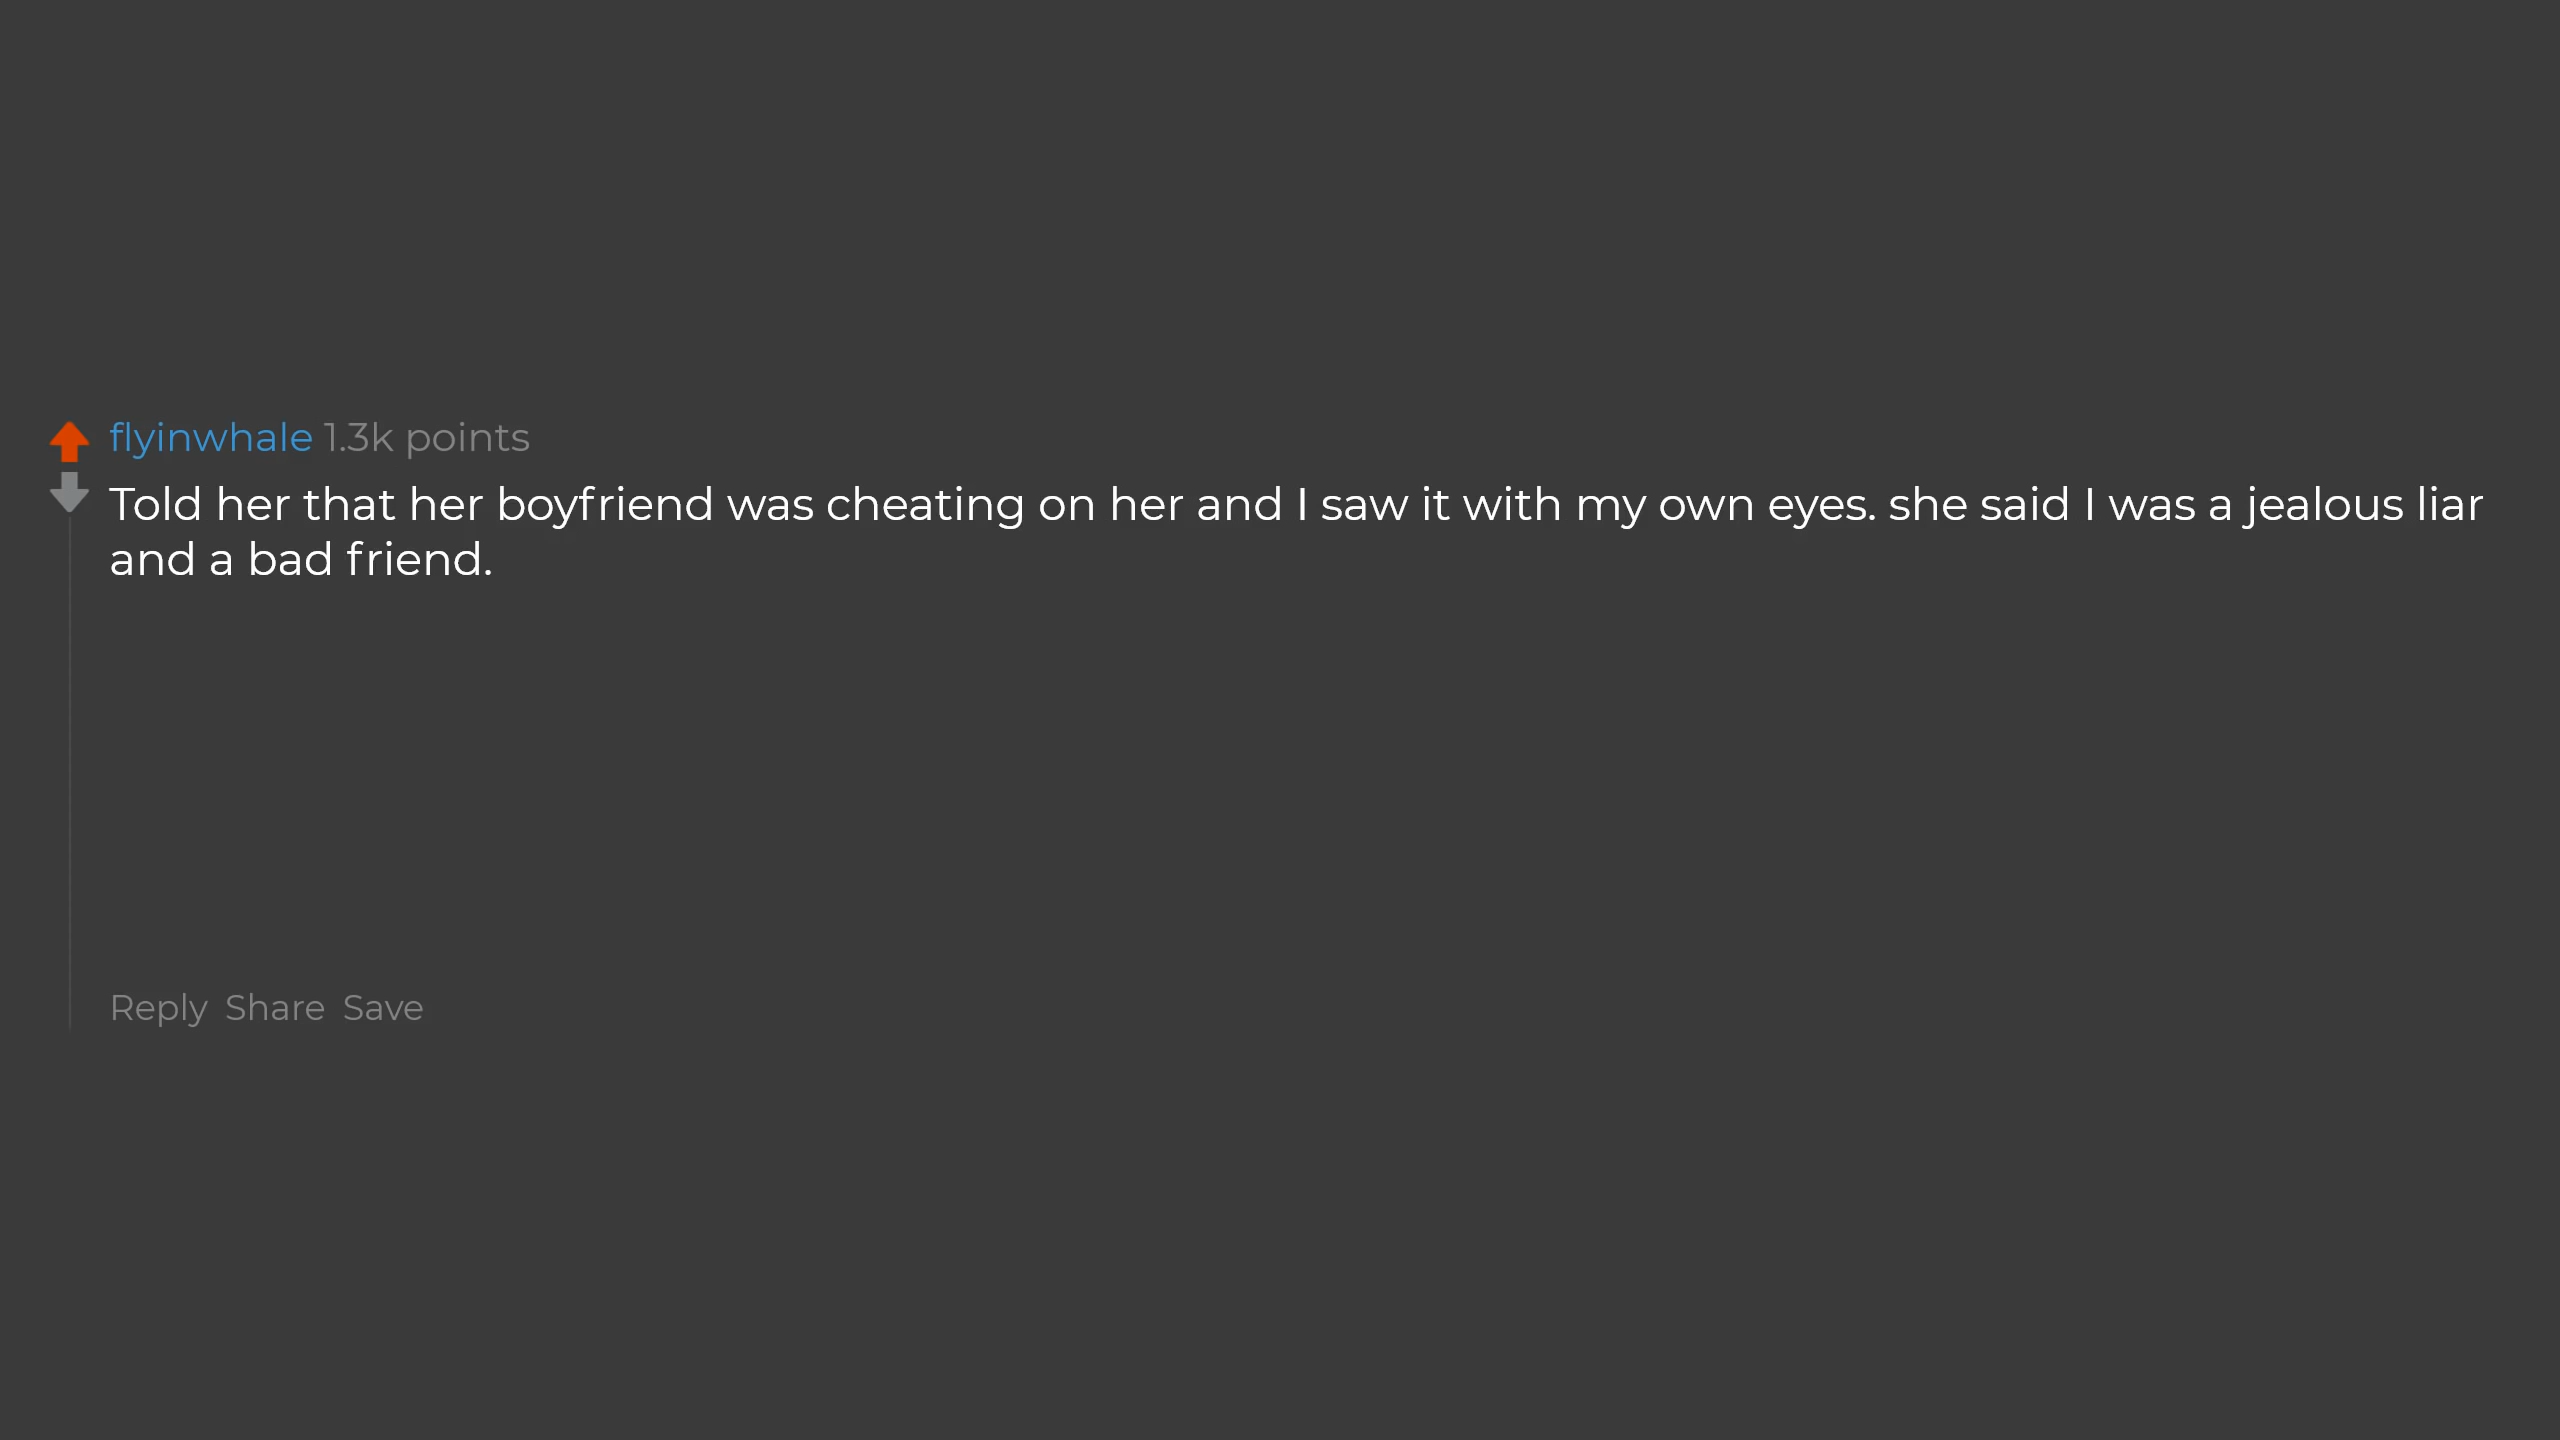 flyinwhale 1.3k points
Told her that her boyfriend was cheating on her and I saw it with my own eyes. she said I was a jealous liar
and a bad friend.
Reply Share Save